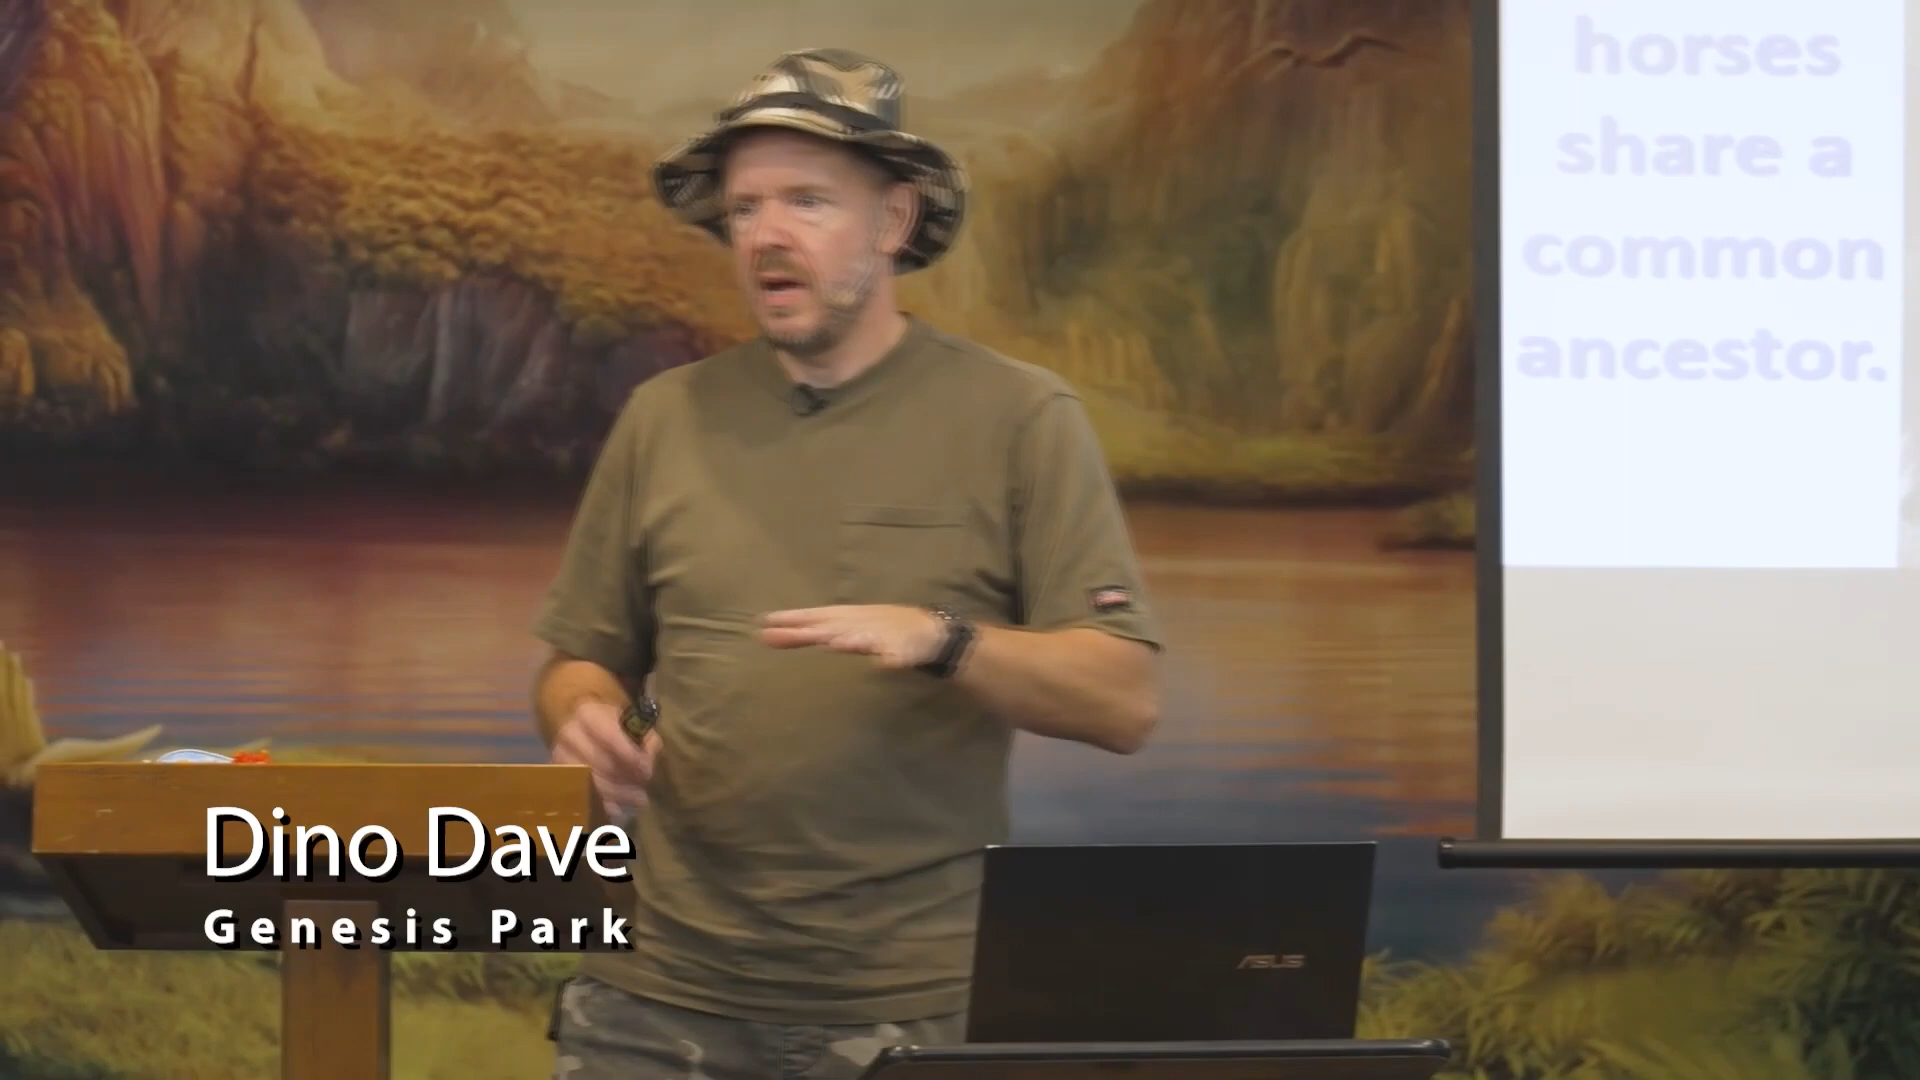 horses
share a
common
ancestor.
Dino Dave
Genesis Park
ASUS